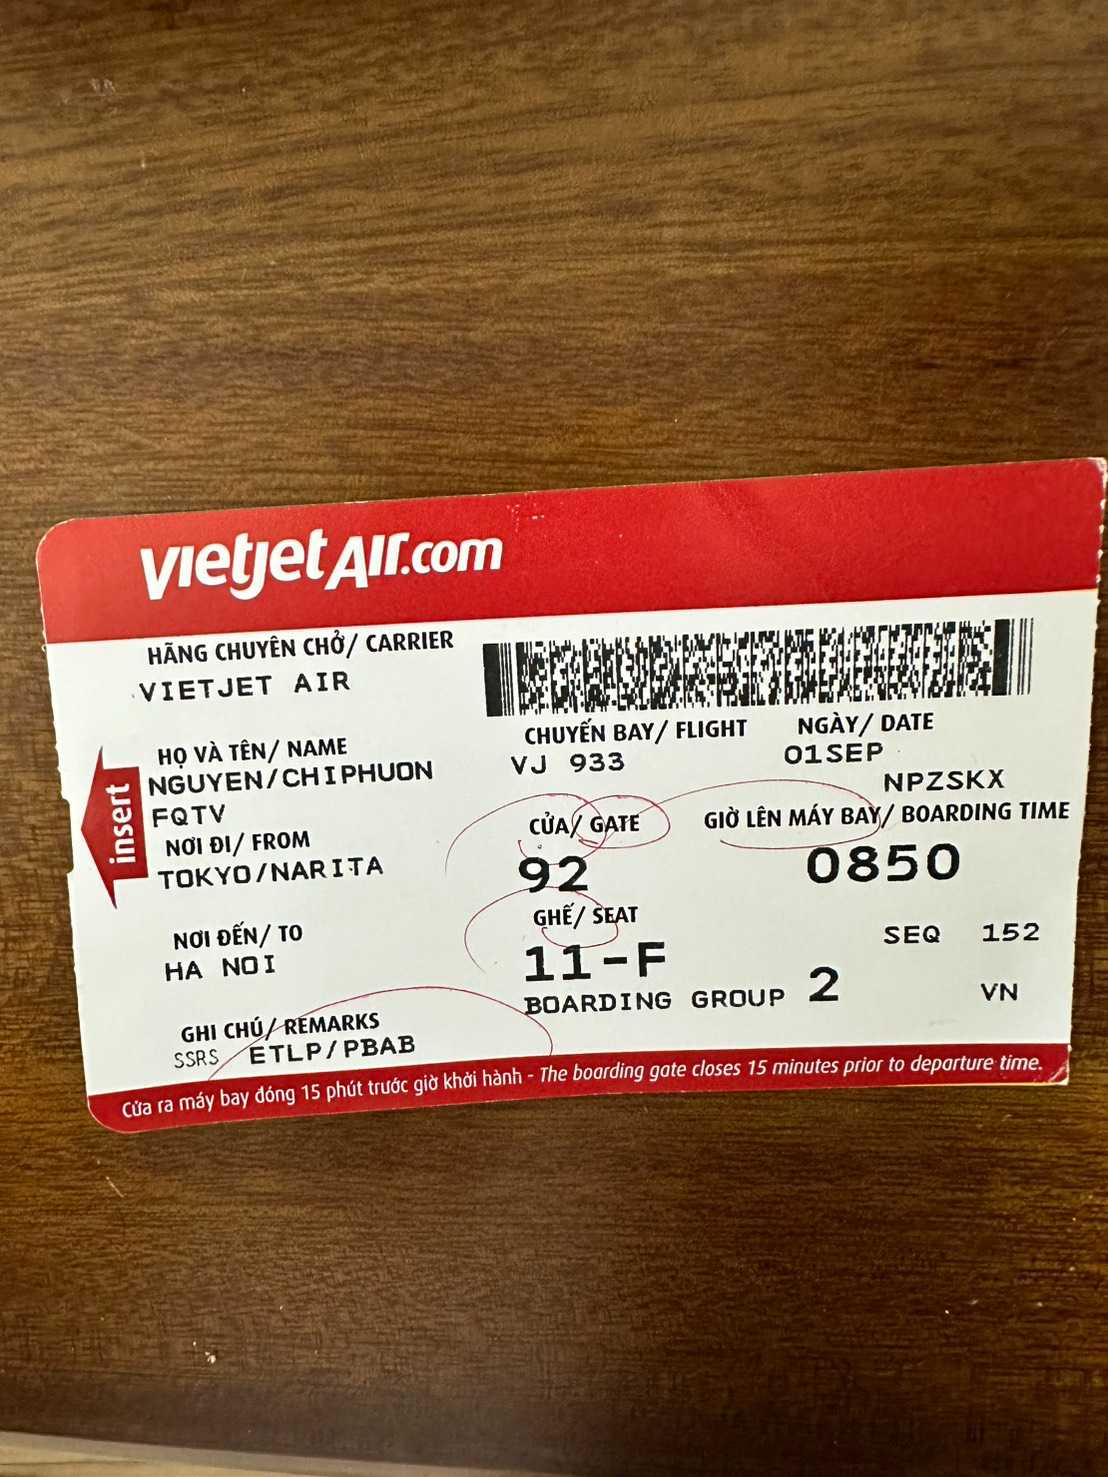 vietjetAir.com
HÃNG CHUYÊN CHỞ/ CARRIER
VIETJET AIR
HỌ VÀ TÊN/ NAME
NGUYEN/CHIPHUON
FQTV
NƠI ĐI/ FROM
TOKYO/NARITA
NƠI ĐẾN/ TO
HA NOI
GHI CHÚ/ REMARKS
SSRS ETLP/PBAB
insert
CHUYẾN BAY/ FLIGHT
VJ 933
NGÀY/ DATE
01SEP
NPZSKX
CỬA/ GATE
92
GIỜ LÊN MÁY BAY/ BOARDING TIME
0850
GHẾ/ SEAT
11-F
SEQ 152
BOARDING GROUP 2
VN
Cửa ra máy bay đóng 15 phút trước giờ khởi hành - The boarding gate closes 15 minutes prior to departure time.